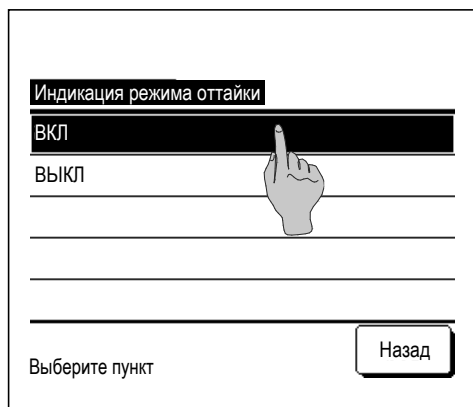 Индикация режима оттайки
ВКЛ
ВЫКЛ
Выберите пункт
Назад